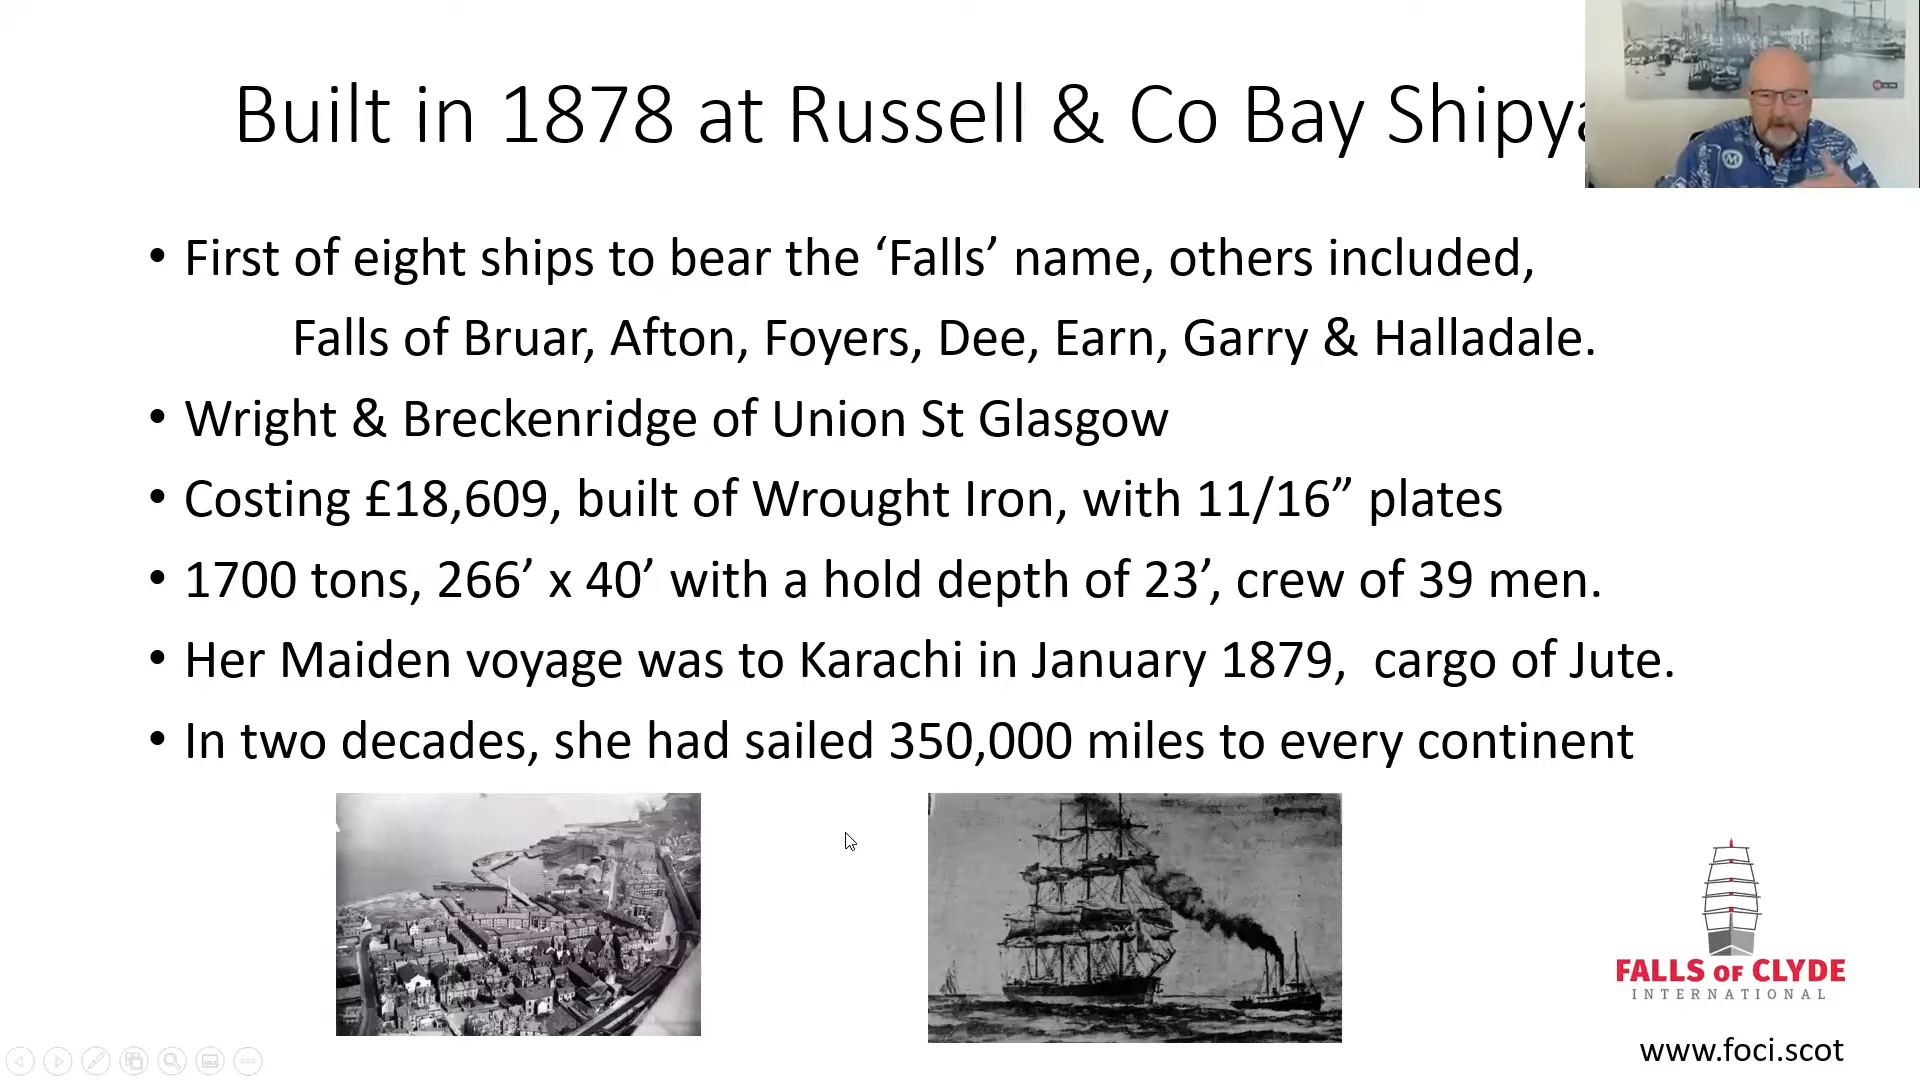 Built in 1878 at Russell & Co Bay Shipya
• First of eight ships to bear the ‘Falls’ name, others included,
Falls of Bruar, Afton, Foyers, Dee, Earn, Garry & Halladale.
• Wright & Breckenridge of Union St Glasgow
• Costing £18,609, built of Wrought Iron, with 11/16” plates
• 1700 tons, 266’ x 40’ with a hold depth of 23’, crew of 39 men.
• Her Maiden voyage was to Karachi in January 1879,  cargo of Jute.
• In two decades, she had sailed 350,000 miles to every continent
FALLS OF CLYDE
INTERNATIONAL
www.foci.scot